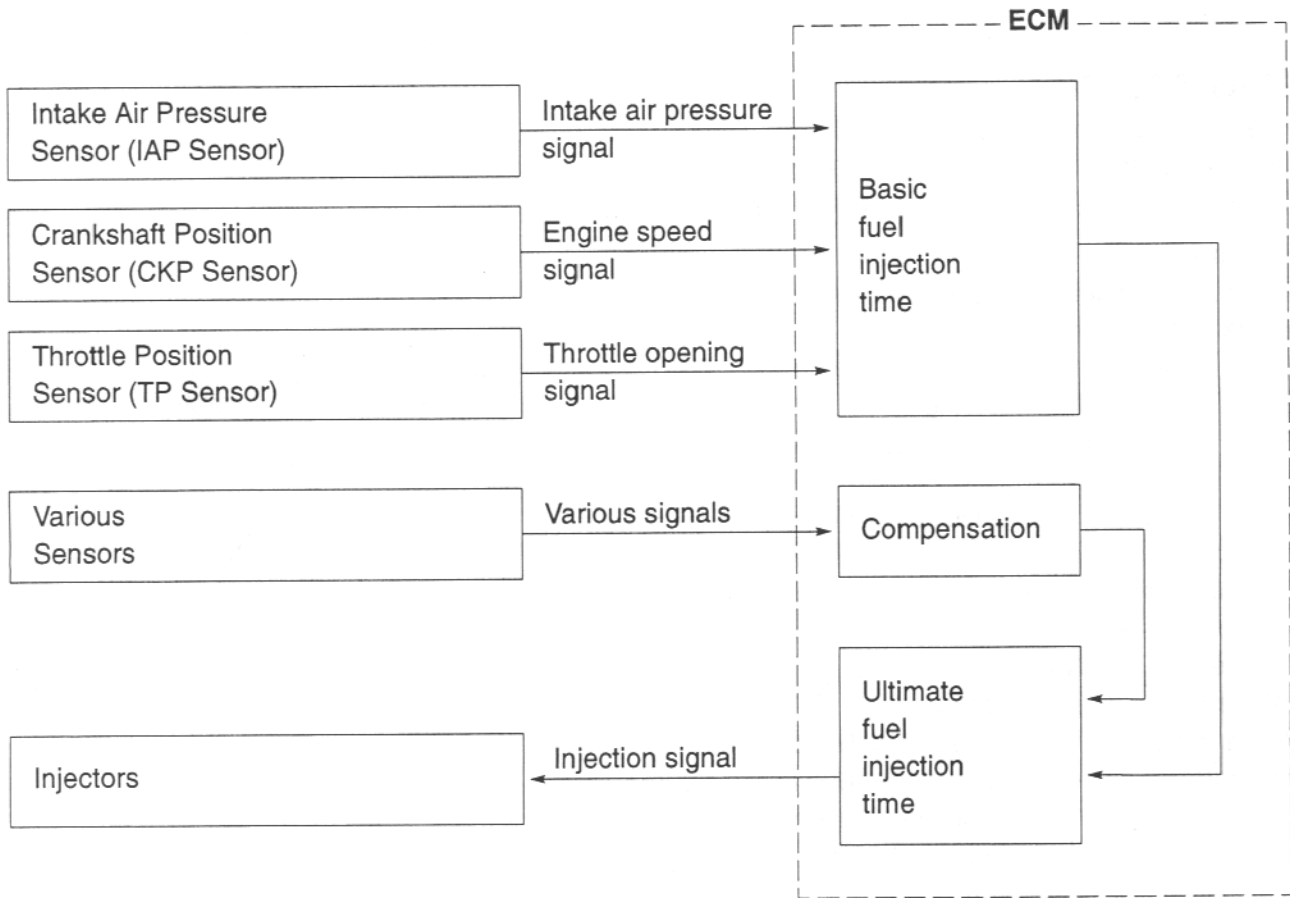 ECM
Intake Air Pressure
Sensor (IAP Sensor)
Intake air pressure
signal
Crankshaft Position
Sensor (CKP Sensor)
Engine speed
signal
Throttle Position
Sensor (TP Sensor)
Throttle opening
signal
Basic
fuel
injection
time
Various
Sensors
Various signals
Compensation
Injectors
Injection signal
Ultimate
fuel
injection
time